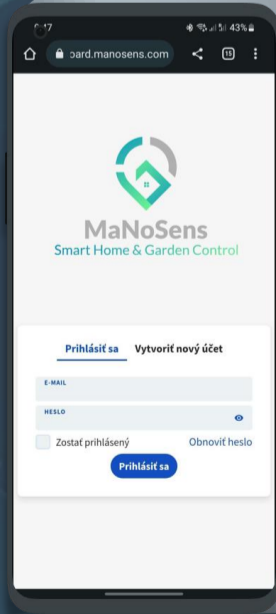 43%
board.manosens.com
15
MaNoSens
Smart Home & Garden Control
Prihlásiť sa Vytvoriť nový účet
E-MAIL
HESLO
Zostať prihlásený Obnoviť heslo
Prihlásiť sa